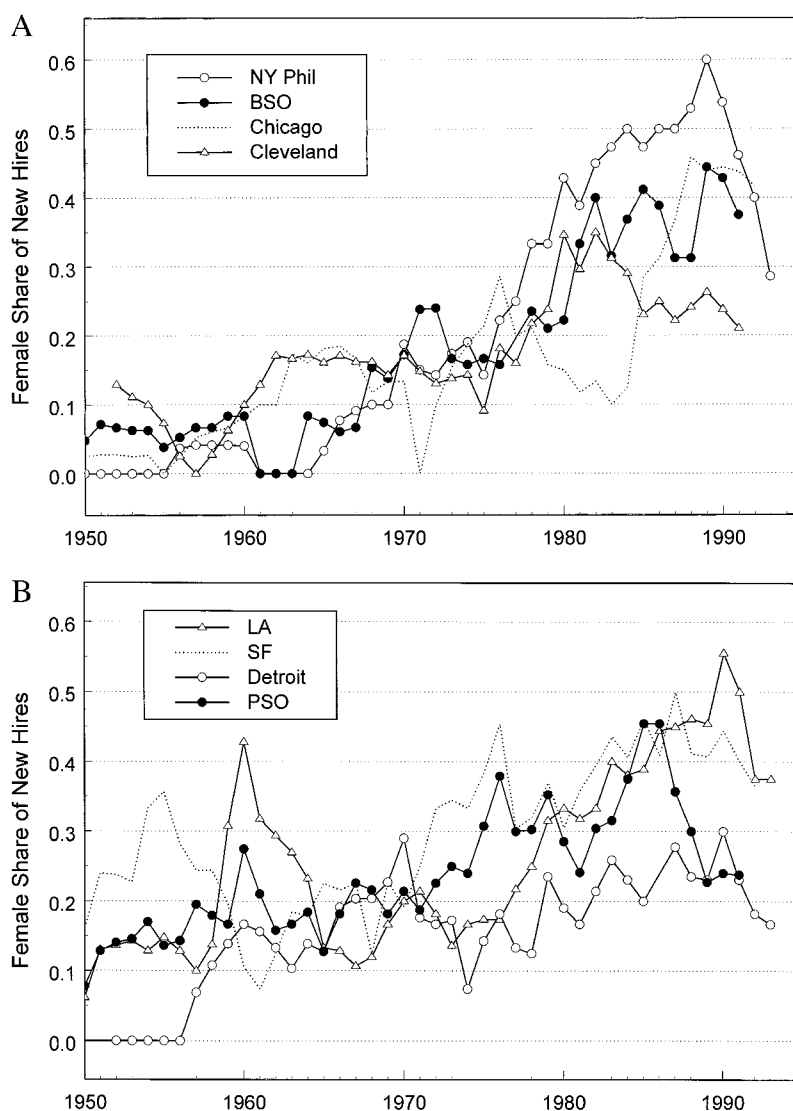 A
Female Share of New Hires
0.6
0.5
0.4
0.3
0.2
0.1
0.0
NY Phil
BSO
Chicago
Cleveland
1950 1960 1970 1980 1990
B
Female Share of New Hires
0.6
0.5
0.4
0.3
0.2
0.1
0.0
LA
SF
Detroit
PSO
1950 1960 1970 1980 1990